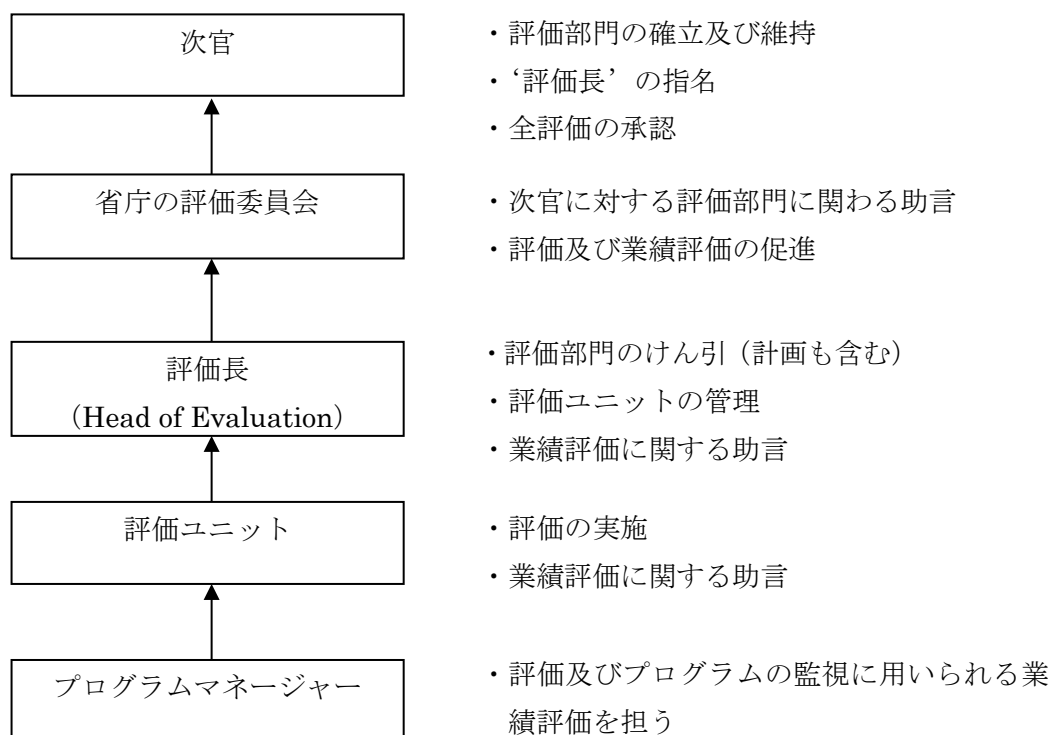 次官
・評価部門の確立及び維持
・‘評価長’の指名
・全評価の承認
省庁の評価委員会
・次官に対する評価部門に関わる助言
・評価及び業績評価の促進
評価長
（Head of Evaluation）
・評価部門のけん引（計画も含む）
・評価ユニットの管理
・業績評価に関する助言
評価ユニット
・評価の実施
・業績評価に関する助言
プログラムマネージャー
・評価及びプログラムの監視に用いられる業
績評価を担う